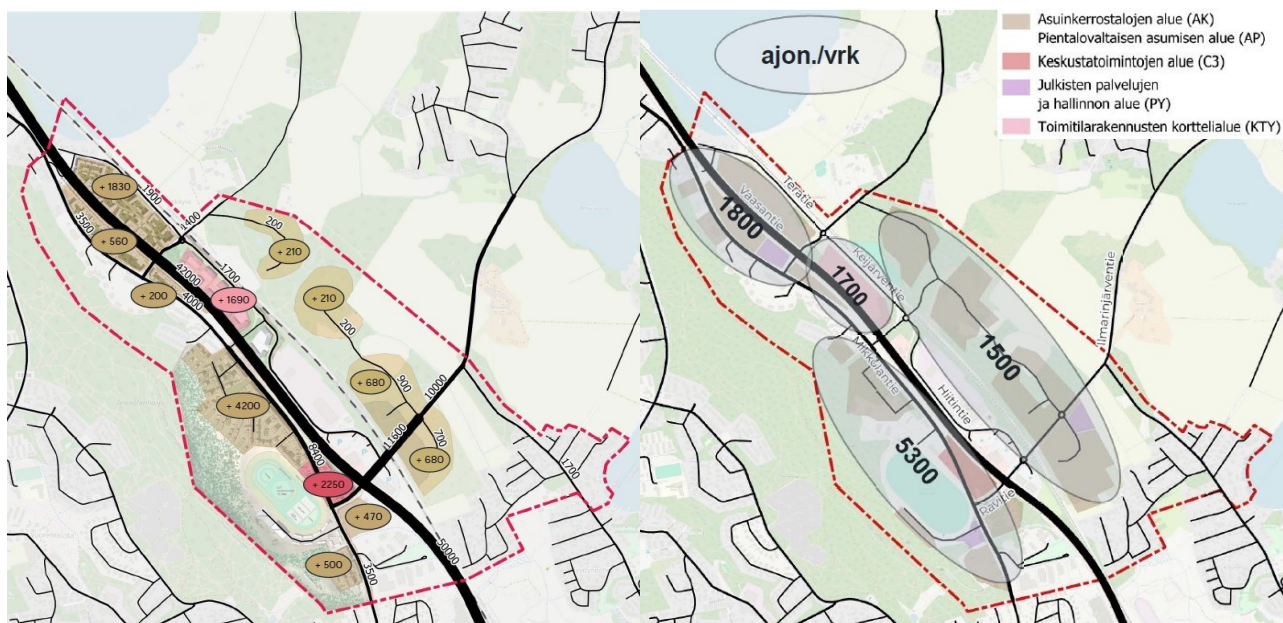 + 1830
1900
3500
+ 560
1400
200
+ 210
+ 200
42000
4000
1700
+ 1690
+ 210
200
+ 680
900
10000
+ 4200
11600
700
+ 680
8400
+ 2250
+ 470
1700
+ 500
3500
50000
ajon./vrk
Asuinkerrostalojen alue (AK)
Pientalovaltaisen asumisen alue (AP)
Keskustatoimintojen alue (C3)
Julkisten palvelujen
ja hallinnon alue (PY)
Toimitilarakennusten korttelialue (KTY)
Vaasantie
Terätie
1800
Keijärventie
1700
Ilmarinjärventie
Mikkolantie
1500
Hiitintie
5300
Ravitie